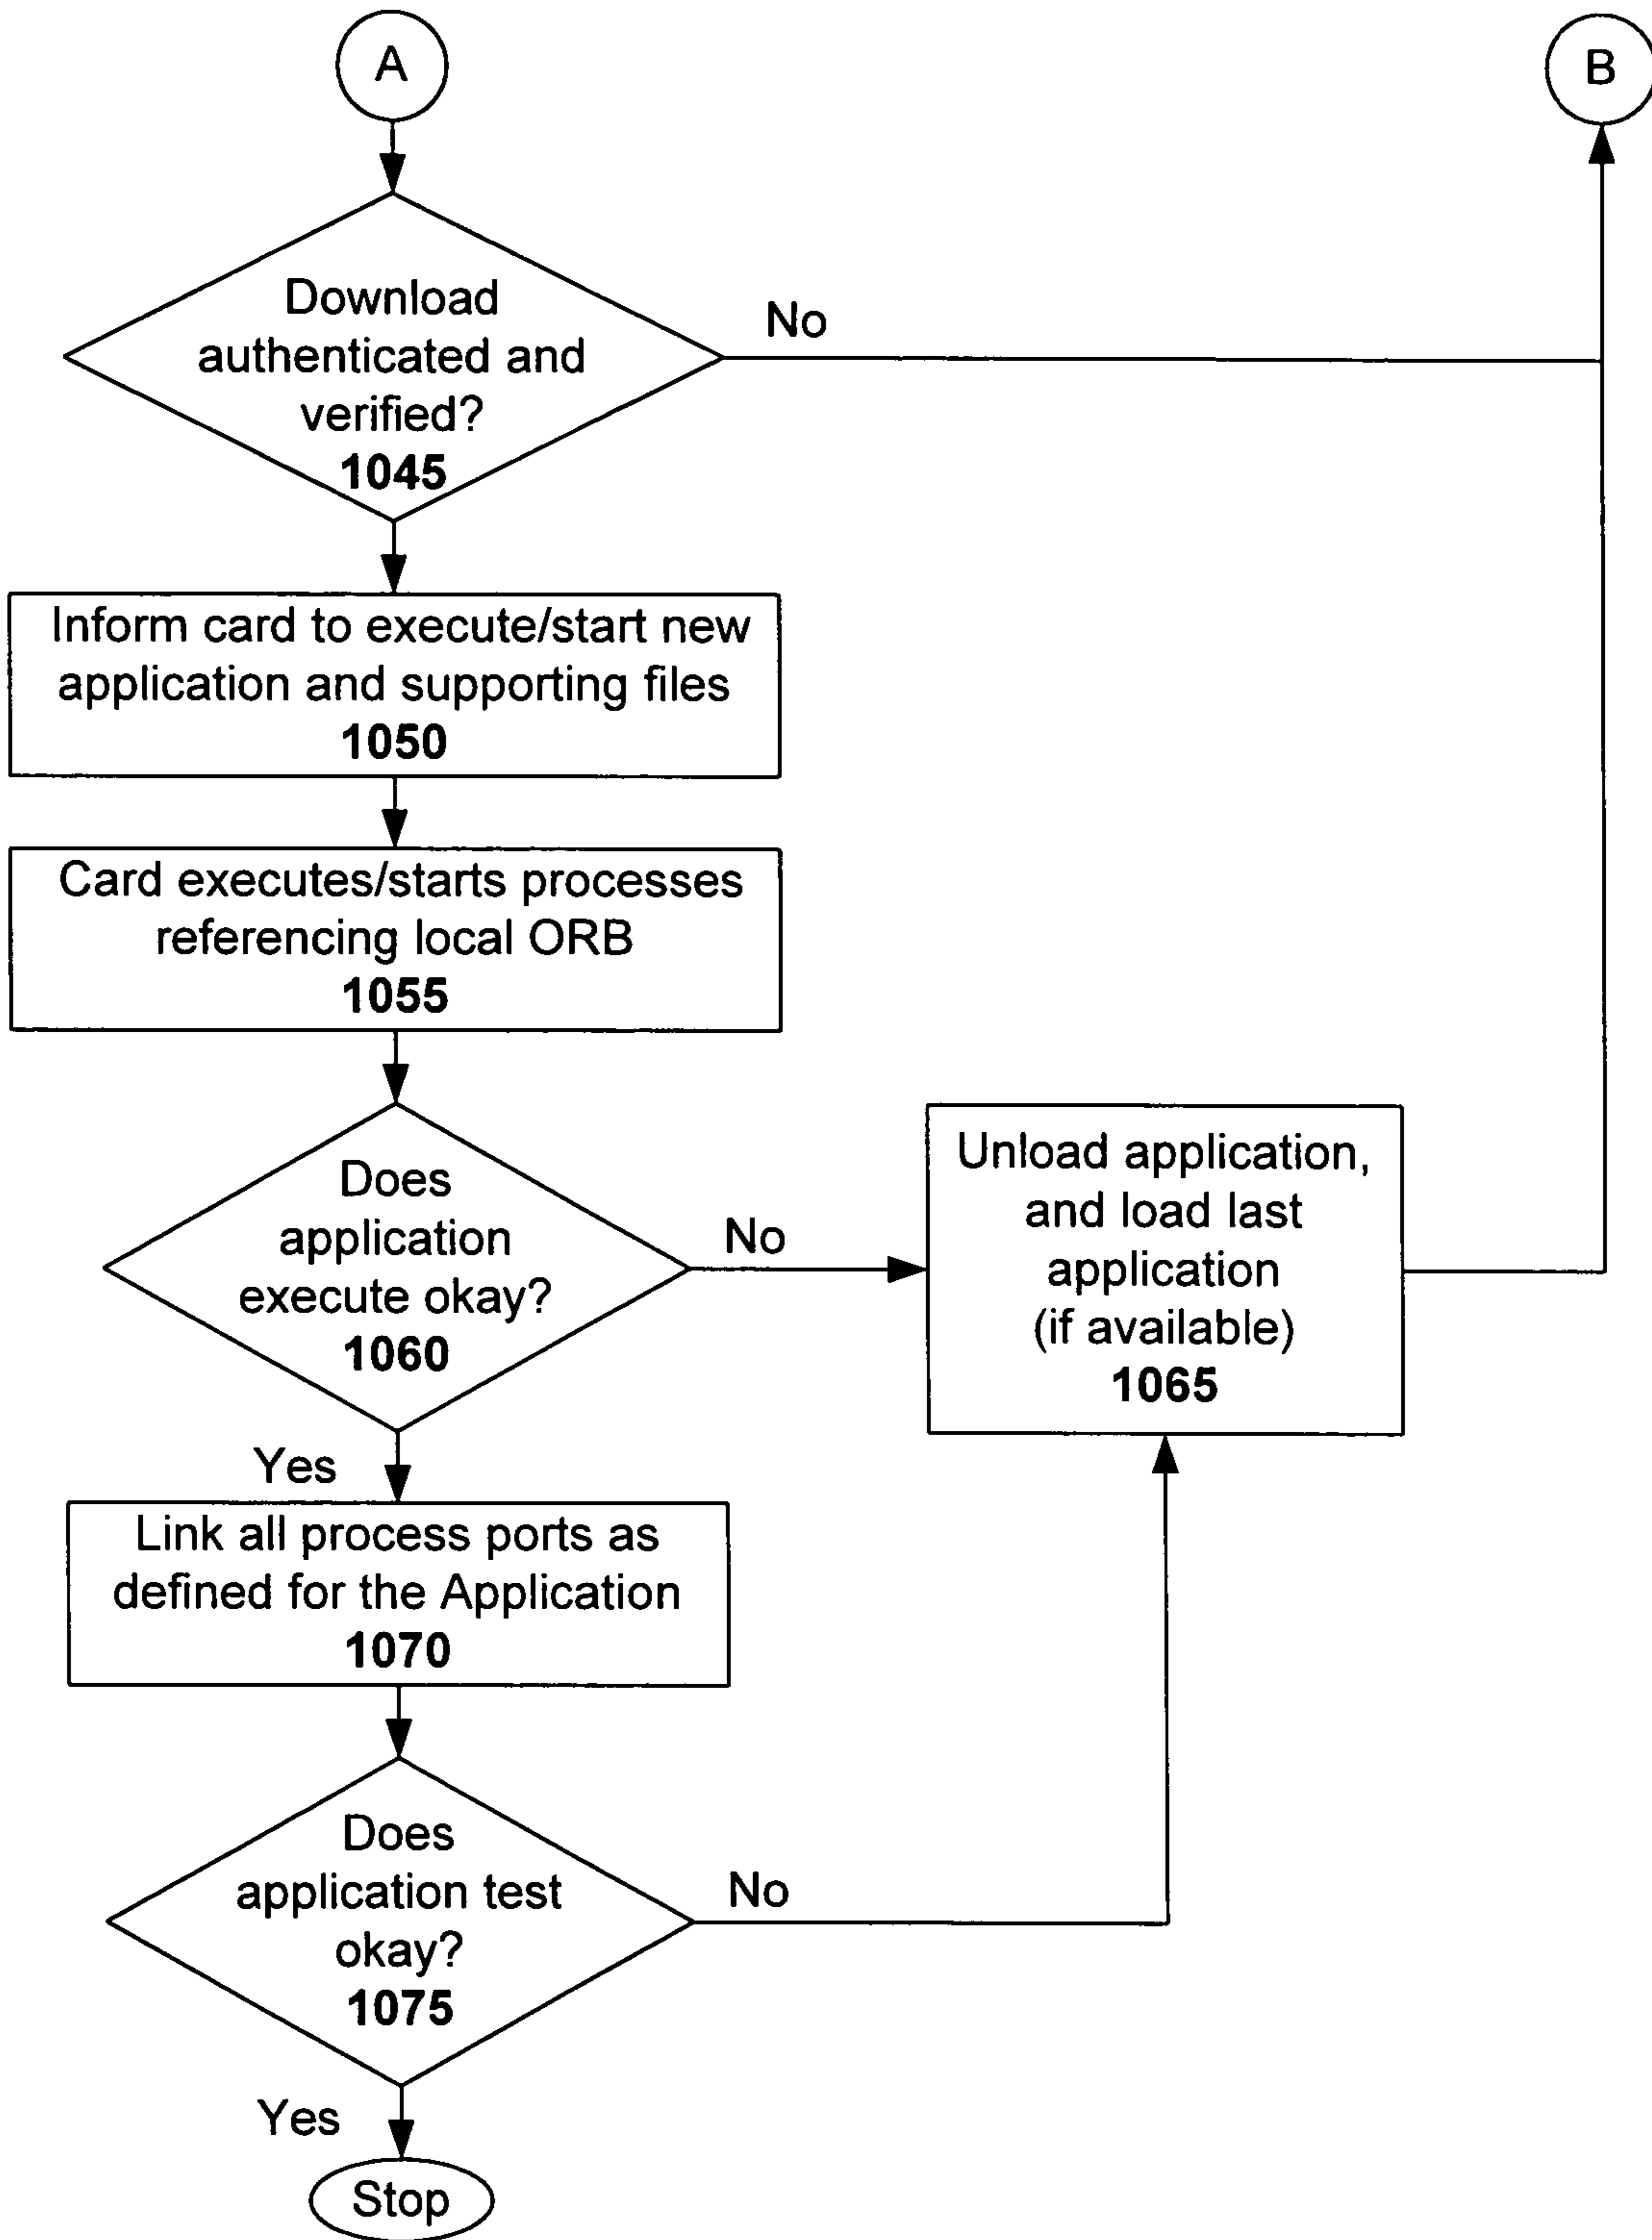 A
B
Download
authenticated and
verified?
1045
No
Inform card to execute/start new
application and supporting files
1050
Card executes/starts processes
referencing local ORB
1055
Does
application
execute okay?
1060
No
Unload application,
and load last
application
(if available)
1065
Yes
Link all process ports as
defined for the Application
1070
Does
application test
okay?
1075
No
Yes
Stop